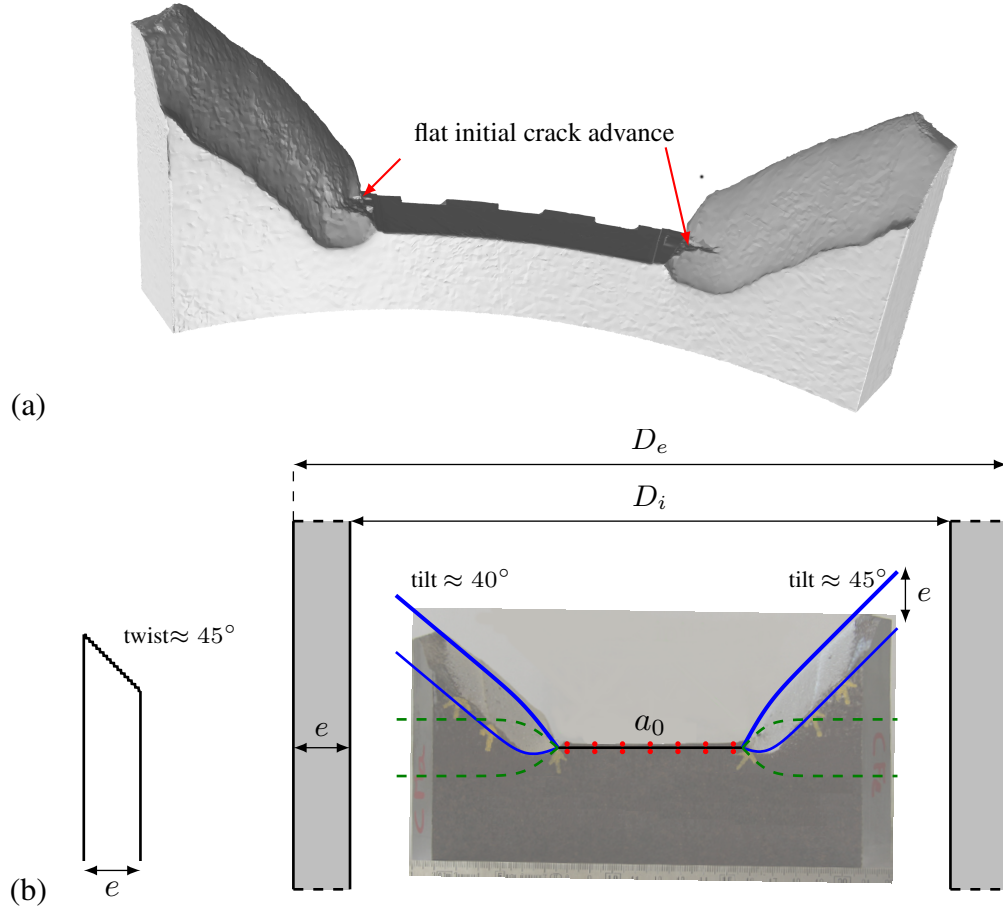 flat initial crack advance
(a)
D_e
D_i
tilt ≈ 40°
tilt ≈ 45°
e
twist≈ 45°
a_0
e
e
(b)